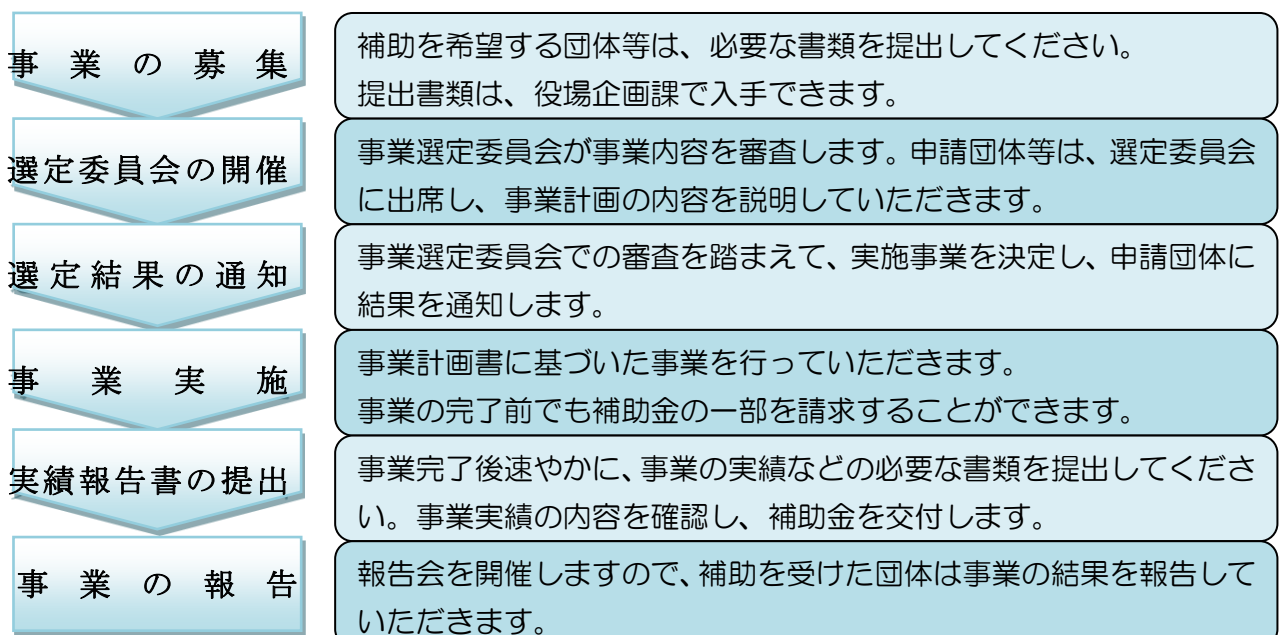 事業の募集
補助を希望する団体等は、必要な書類を提出してください。
提出書類は、役場企画課で入手できます。
選定委員会の開催
事業選定委員会が事業内容を審査します。申請団体等は、選定委員会
に出席し、事業計画の内容を説明していただきます。
選定結果の通知
事業選定委員会での審査を踏まえて、実施事業を決定し、申請団体に
結果を通知します。
事業実施
事業計画書に基づいた事業を行っていただきます。
事業の完了前でも補助金の一部を請求することができます。
実績報告書の提出
事業完了後速やかに、事業の実績などの必要な書類を提出してくださ
い。事業実績の内容を確認し、補助金を交付します。
事業の報告
報告会を開催しますので、補助を受けた団体は事業の結果を報告して
いただきます。